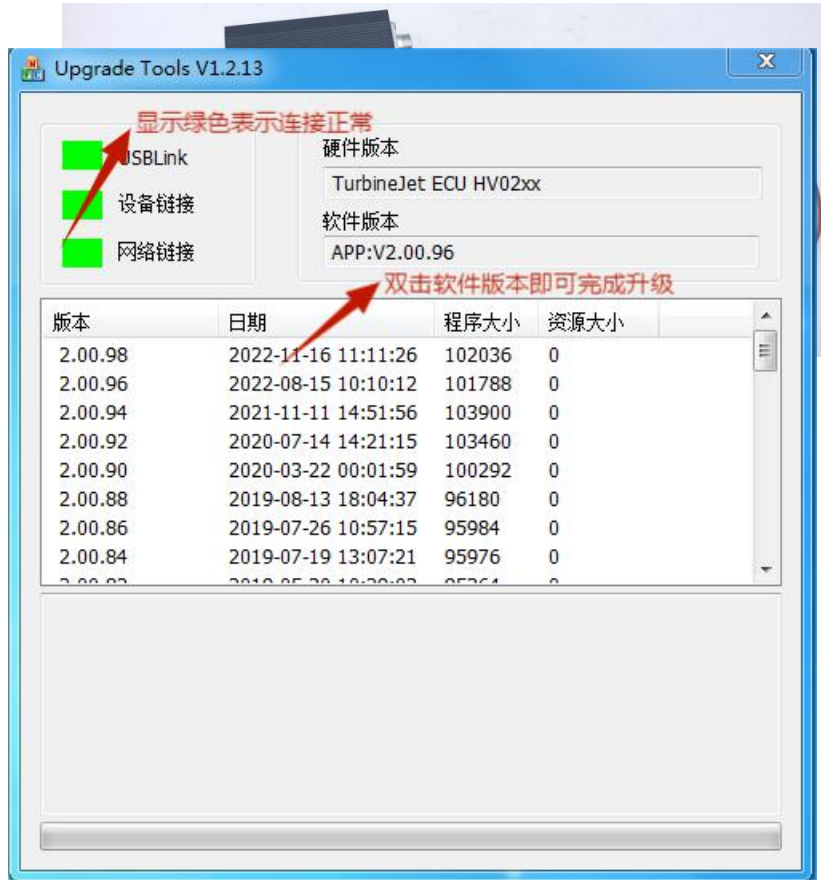 Upgrade Tools V1.2.13
显示绿色表示连接正常
USBLink
设备链接
网络链接
硬件版本
TurbineJet ECU HV02xx
软件版本
APP:V2.00.96
双击软件版本即可完成升级
版本 日期 程序大小 资源大小
2.00.98 2022-11-16 11:11:26 102036 0
2.00.96 2022-08-15 10:10:12 101788 0
2.00.94 2021-11-11 14:51:56 103900 0
2.00.92 2020-07-14 14:21:15 103460 0
2.00.90 2020-03-22 00:01:59 100292 0
2.00.88 2019-08-13 18:04:37 96180 0
2.00.86 2019-07-26 10:57:15 95984 0
2.00.84 2019-07-19 13:07:21 95976 0